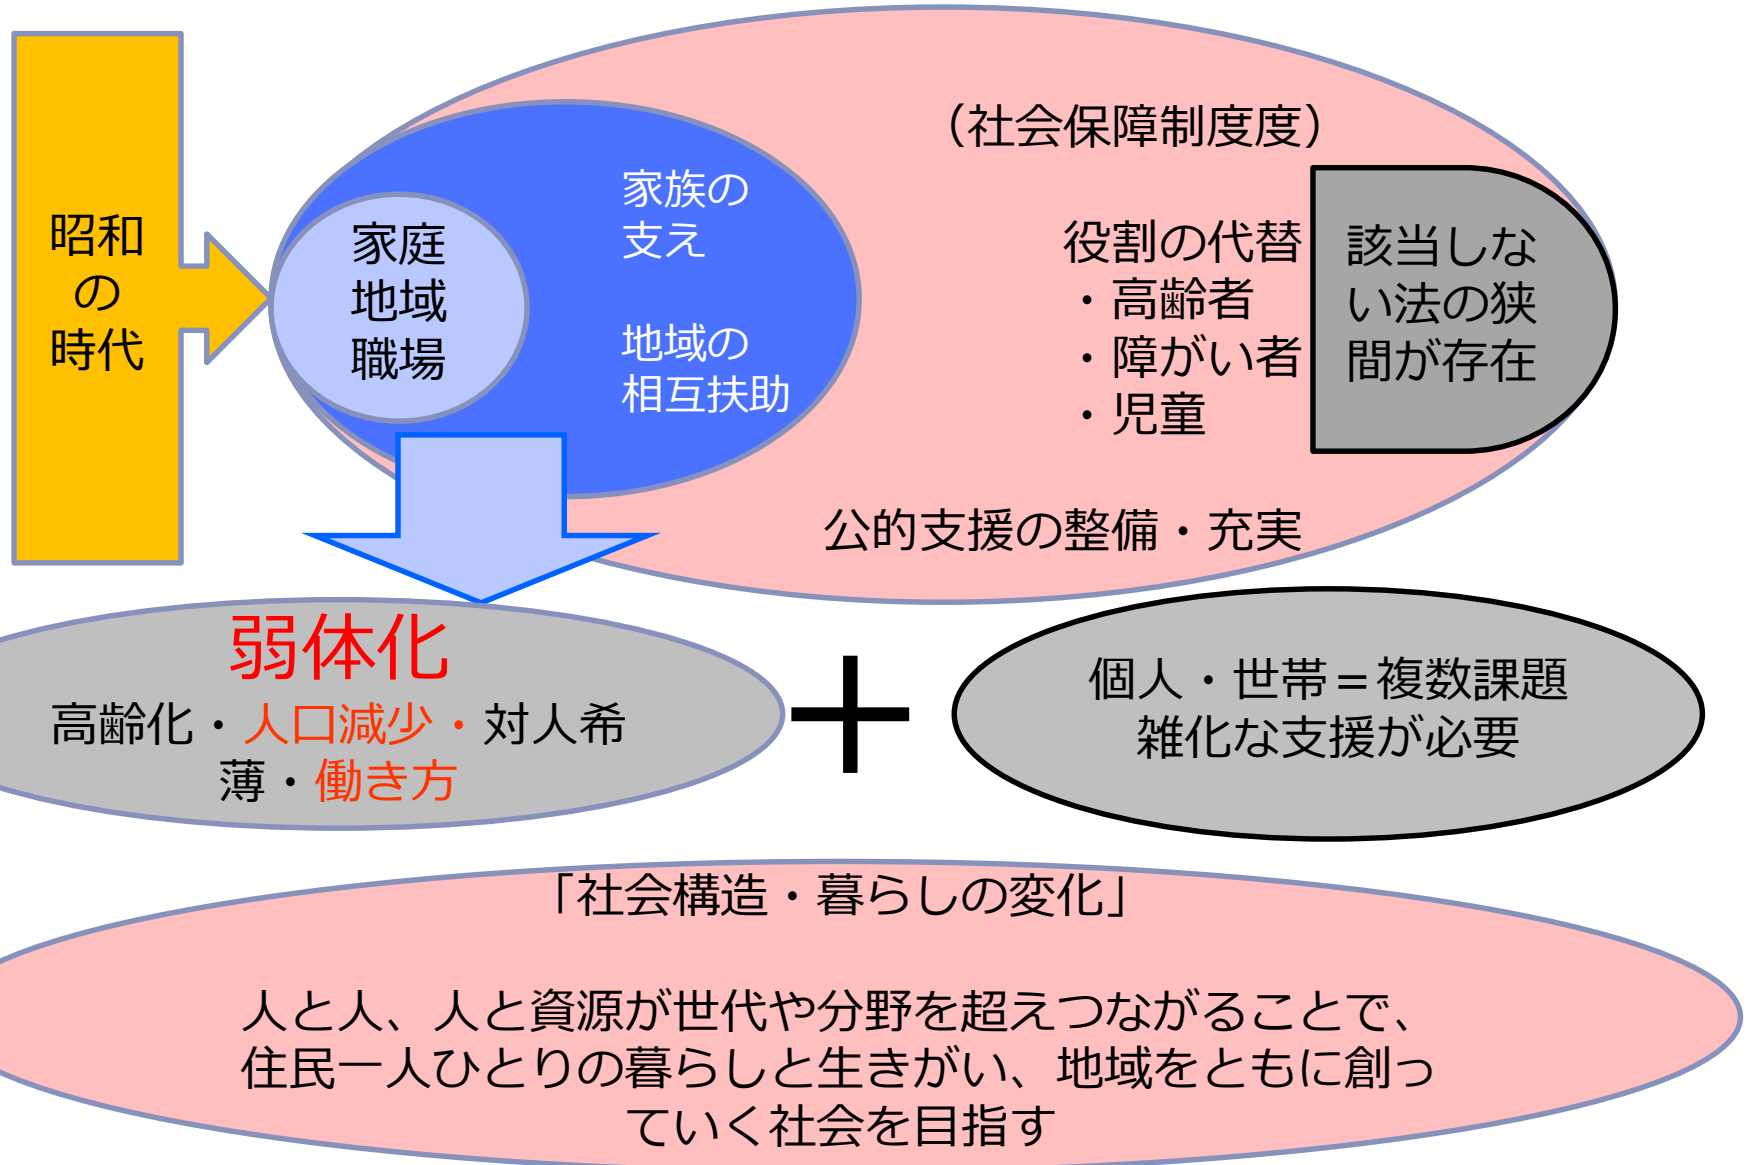 昭和
の
時代
家庭
地域
職場
家族の
支え
地域の
相互扶助
（社会保障制度度）
役割の代替
・高齢者
・障がい者
・児童
該当しな
い法の狭
間が存在
公的支援の整備・充実
弱体化
高齢化・人口減少・対人希
薄・働き方
＋
個人・世帯＝複数課題
雑化な支援が必要
「社会構造・暮らしの変化」
人と人、人と資源が世代や分野を超えつながることで、
住民一人ひとりの暮らしと生きがい、地域をともに創っ
ていく社会を目指す